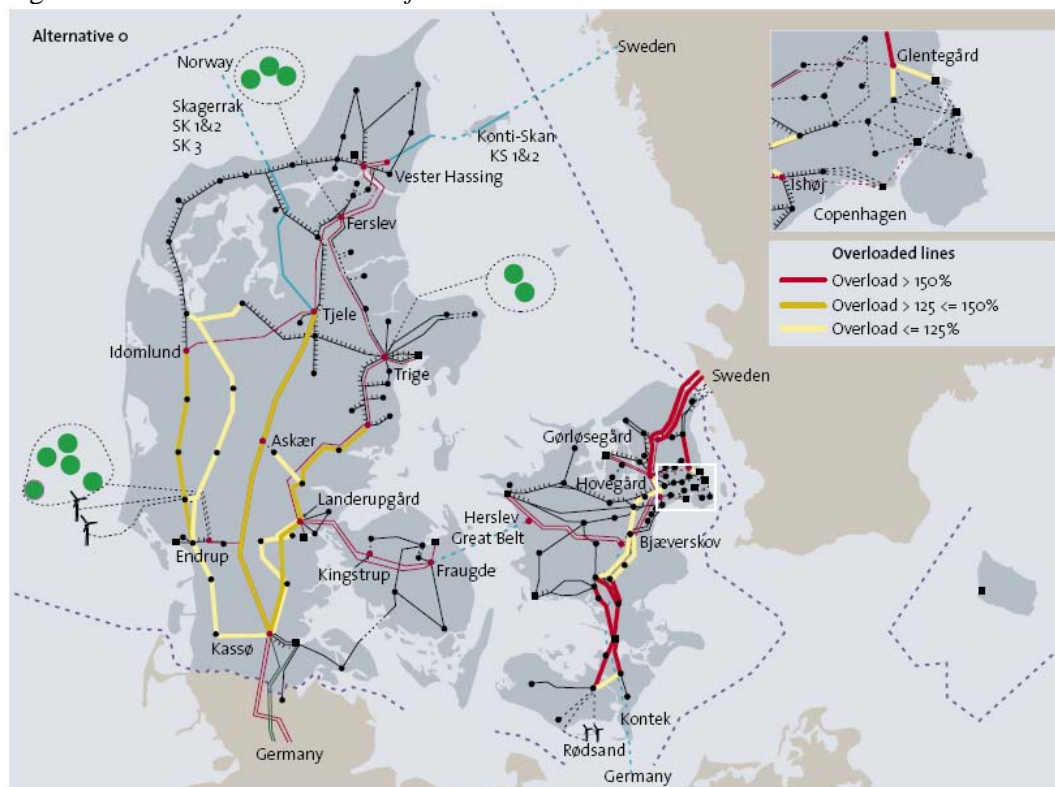 Alternative 0
Norway
Sweden
Skagerrak
SK 1&2
SK 3
Konti-Skan
KS 1&2
Vester Hassing
Ferslev
Tjele
Idomlund
Trige
Askær
Landerupgård
Endrup
Kingstrup
Fraugde
Kassø
Germany
Glentegård
Ishøj
Copenhagen
Overloaded lines
Overload > 150%
Overload > 125 <= 150%
Overload <= 125%
Sweden
Gørløsegård
Hovegård
Herslev
Great Belt
Bjæverskov
Kontek
Rødsand
Germany